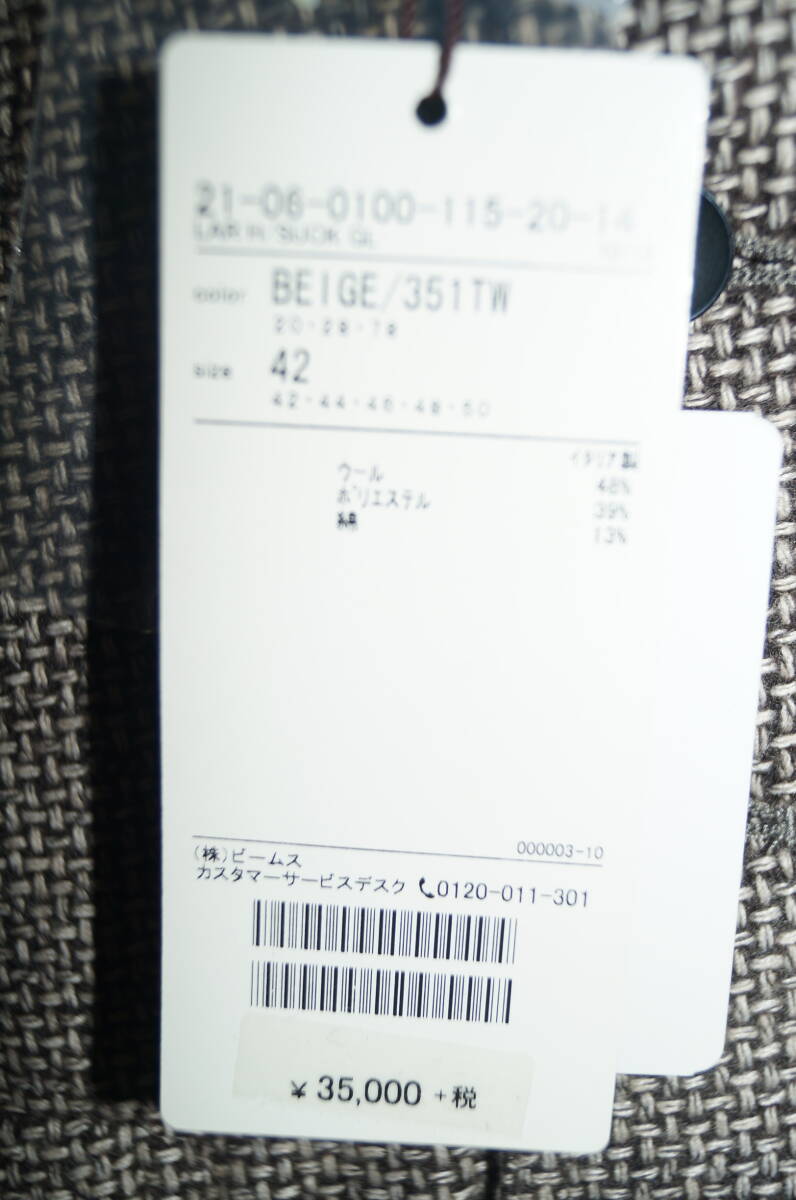 21-06-0100-115-20-14
color BEIGE/351TW
20・29・79
size 42
42・44・46・48・50
イタリア製
ウール 48%
ポリエステル 39%
綿 13%
000003-10
(株)ビームス
カスタマーサービスデスク 0120-011-301
¥ 35,000 +税